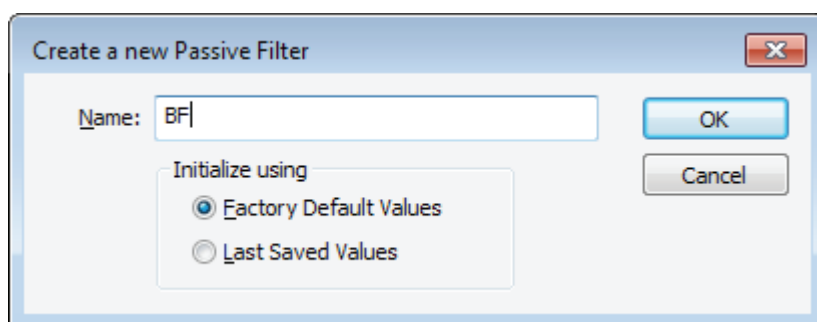 Create a new Passive Filter
Name: BF
OK
Initialize using
Cancel
Factory Default Values
Last Saved Values